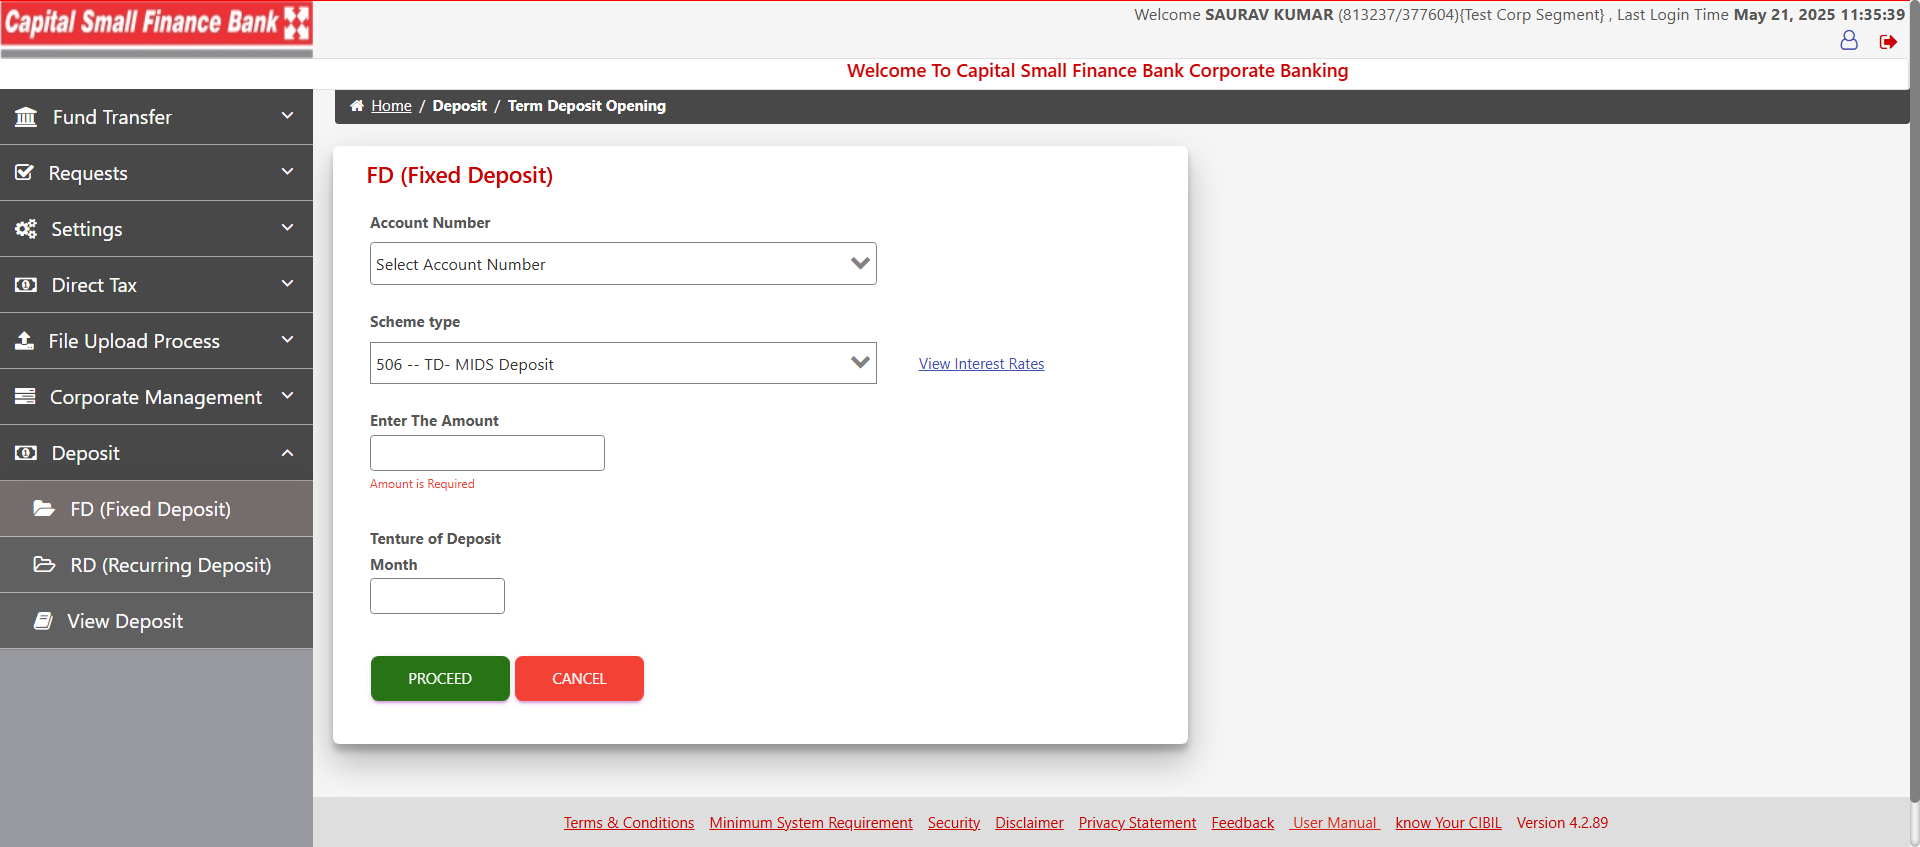 Capital Small Finance Bank
Welcome SAURAV KUMAR (813237/377604){Test Corp Segment} , Last Login Time May 21, 2025 11:35:39
Welcome To Capital Small Finance Bank Corporate Banking
Home / Deposit / Term Deposit Opening
Fund Transfer
Requests
Settings
Direct Tax
File Upload Process
Corporate Management
Deposit
FD (Fixed Deposit)
RD (Recurring Deposit)
View Deposit
FD (Fixed Deposit)
Account Number
Select Account Number
Scheme type
506 -- TD- MIDS Deposit
View Interest Rates
Enter The Amount
Amount is Required
Tenture of Deposit
Month
PROCEED CANCEL
Terms & Conditions Minimum System Requirement Security Disclaimer Privacy Statement Feedback User Manual know Your CIBIL Version 4.2.89